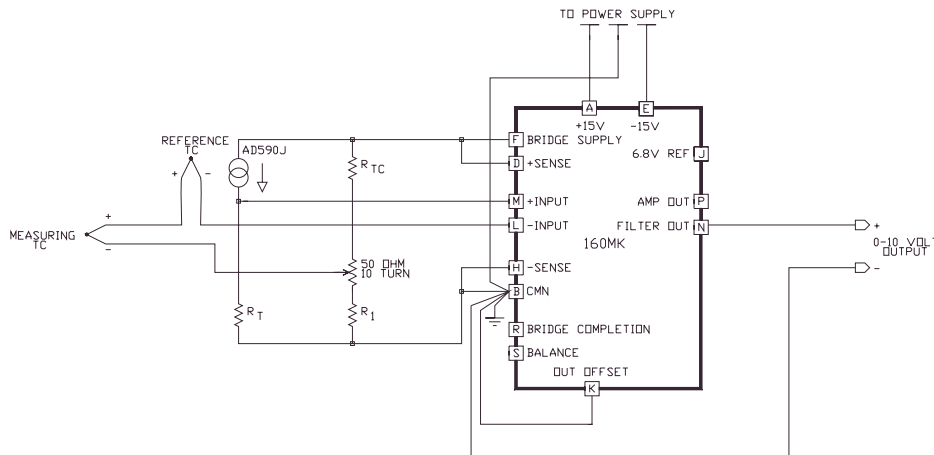 TO POWER SUPPLY
A
E
+15V
-15V
REFERENCE
TC
+
-
AD590J
R TC
F
BRIDGE SUPPLY
6.8V REF
J
D
+SENSE
M
+INPUT
AMP OUT
P
L
-INPUT
FILTER OUT
N
160MK
MEASURING
TC
+
-
+
0-10 VOLT
OUTPUT
-
50 OHM
10 TURN
H
-SENSE
B
CMN
R T
R 1
R
BRIDGE COMPLETION
S
BALANCE
OUT OFFSET
K